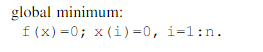 global minimum:
f(x)=0; x(i)=0, i=1:n.